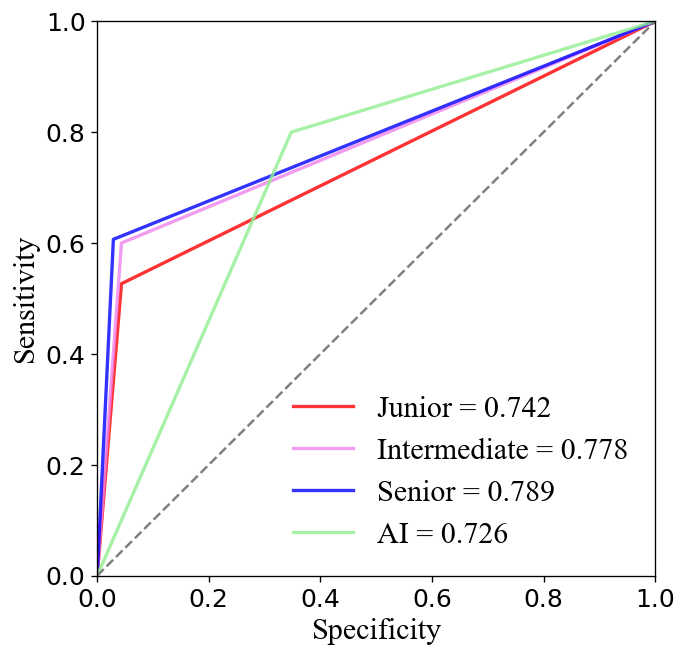 1.0
0.8
0.6
0.4
0.2
0.0
Sensitivity
Junior = 0.742
Intermediate = 0.778
Senior = 0.789
AI = 0.726
0.0 0.2 0.4 0.6 0.8 1.0
Specificity